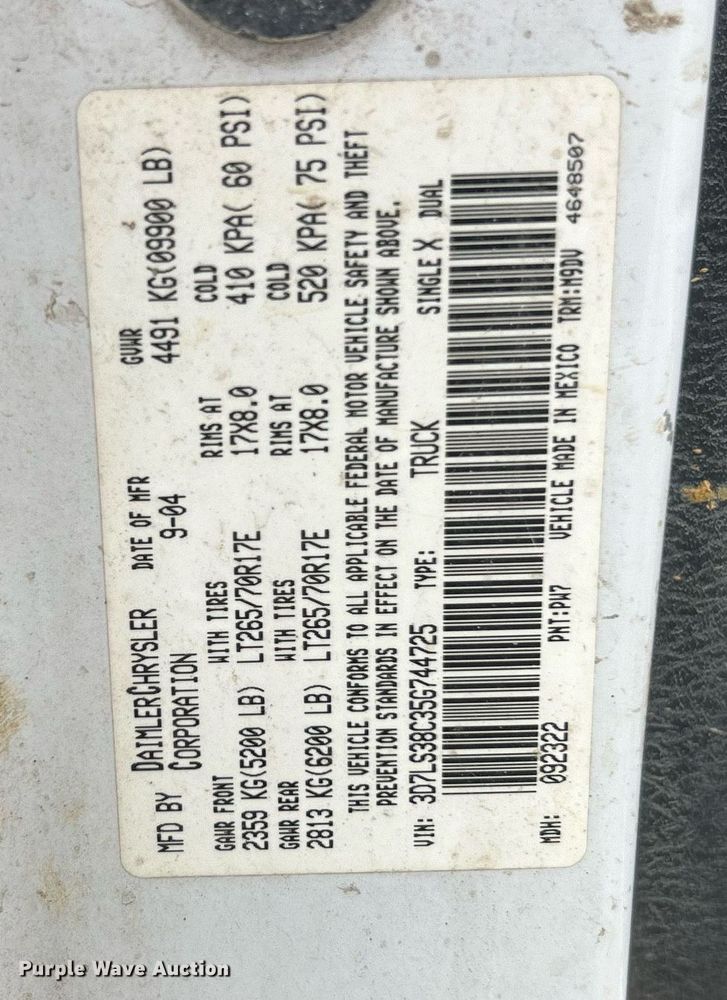 MFD BY DAIMLERCHRYSLER CORPORATION DATE OF MFR 9-04 GVWR 4491 KG(09900 LB)
GAWR FRONT WITH TIRES RIMS AT COLD
2359 KG(5200 LB) LT265/70R17E 17X8.0 410 KPA( 60 PSI)
GAWR REAR WITH TIRES RIMS AT COLD
2813 KG(6200 LB) LT265/70R17E 17X8.0 520 KPA( 75 PSI)
THIS VEHICLE CONFORMS TO ALL APPLICABLE FEDERAL MOTOR VEHICLE SAFETY AND THEFT
PREVENTION STANDARDS IN EFFECT ON THE DATE OF MANUFACTURE SHOWN ABOVE.
VIN: 3D7LS38C35G744725 TYPE: TRUCK SINGLE X DUAL
MDH: 092322 PNT:PW7 VEHICLE MADE IN MEXICO TRM:M9DV 4648507
Purple Wave Auction